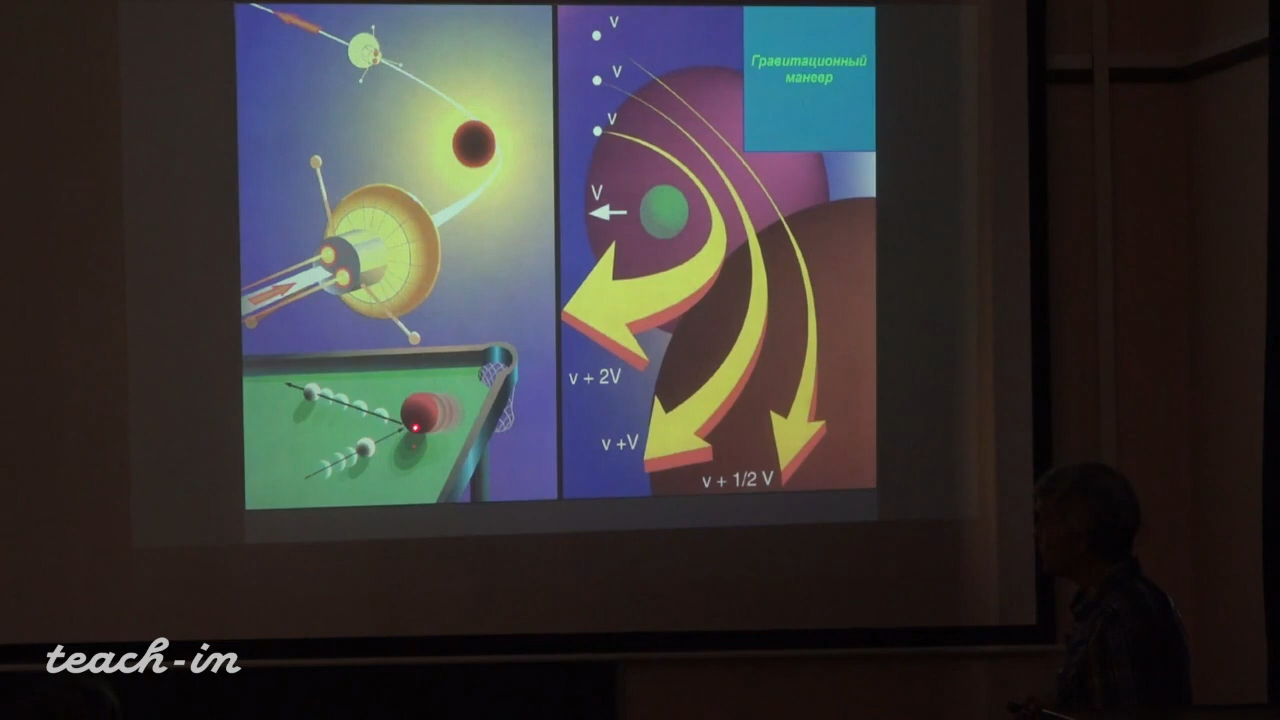 v
v
v
V
Гравитационный
маневр
v + 2V
v +V
v + 1/2 V
teach-in